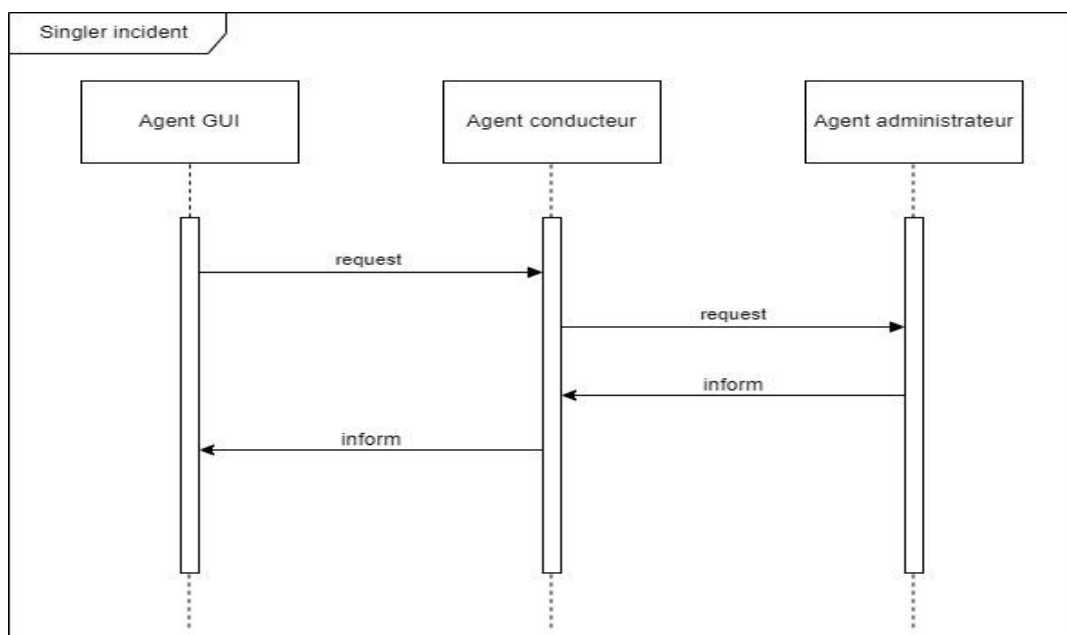 Singler incident
Agent GUI
Agent conducteur
Agent administrateur
request
request
inform
inform